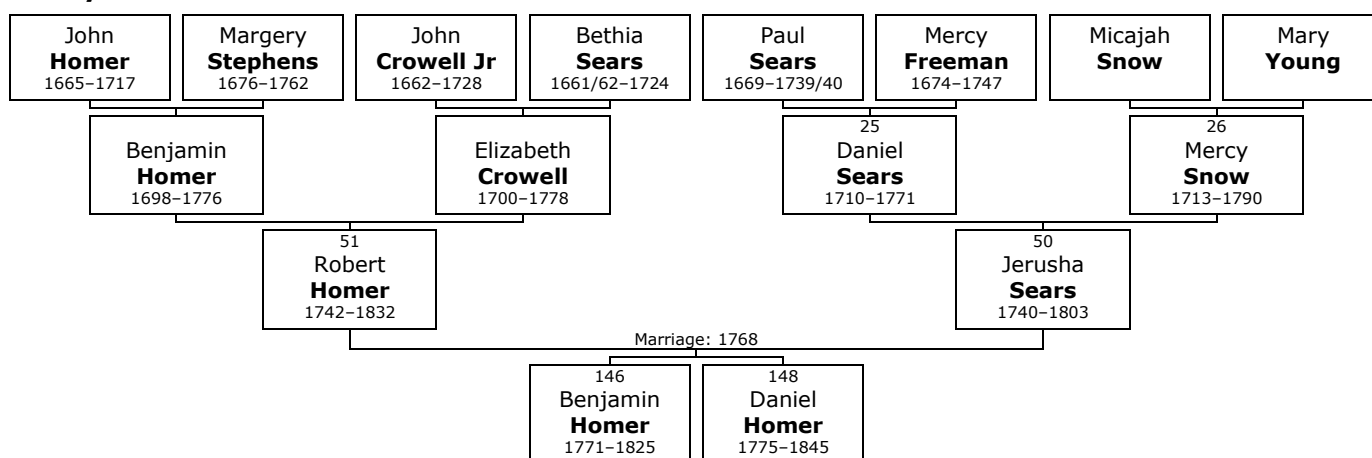 John
Homer
1665–1717
Margery
Stephens
1676–1762
John
Crowell Jr
1662–1728
Bethia
Sears
1661/62–1724
Paul
Sears
1669–1739/40
Mercy
Freeman
1674–1747
Micajah
Snow
Mary
Young
Benjamin
Homer
1698–1776
Elizabeth
Crowell
1700–1778
25
Daniel
Sears
1710–1771
26
Mercy
Snow
1713–1790
51
Robert
Homer
1742–1832
50
Jerusha
Sears
1740–1803
Marriage: 1768
146
Benjamin
Homer
1771–1825
148
Daniel
Homer
1775–1845